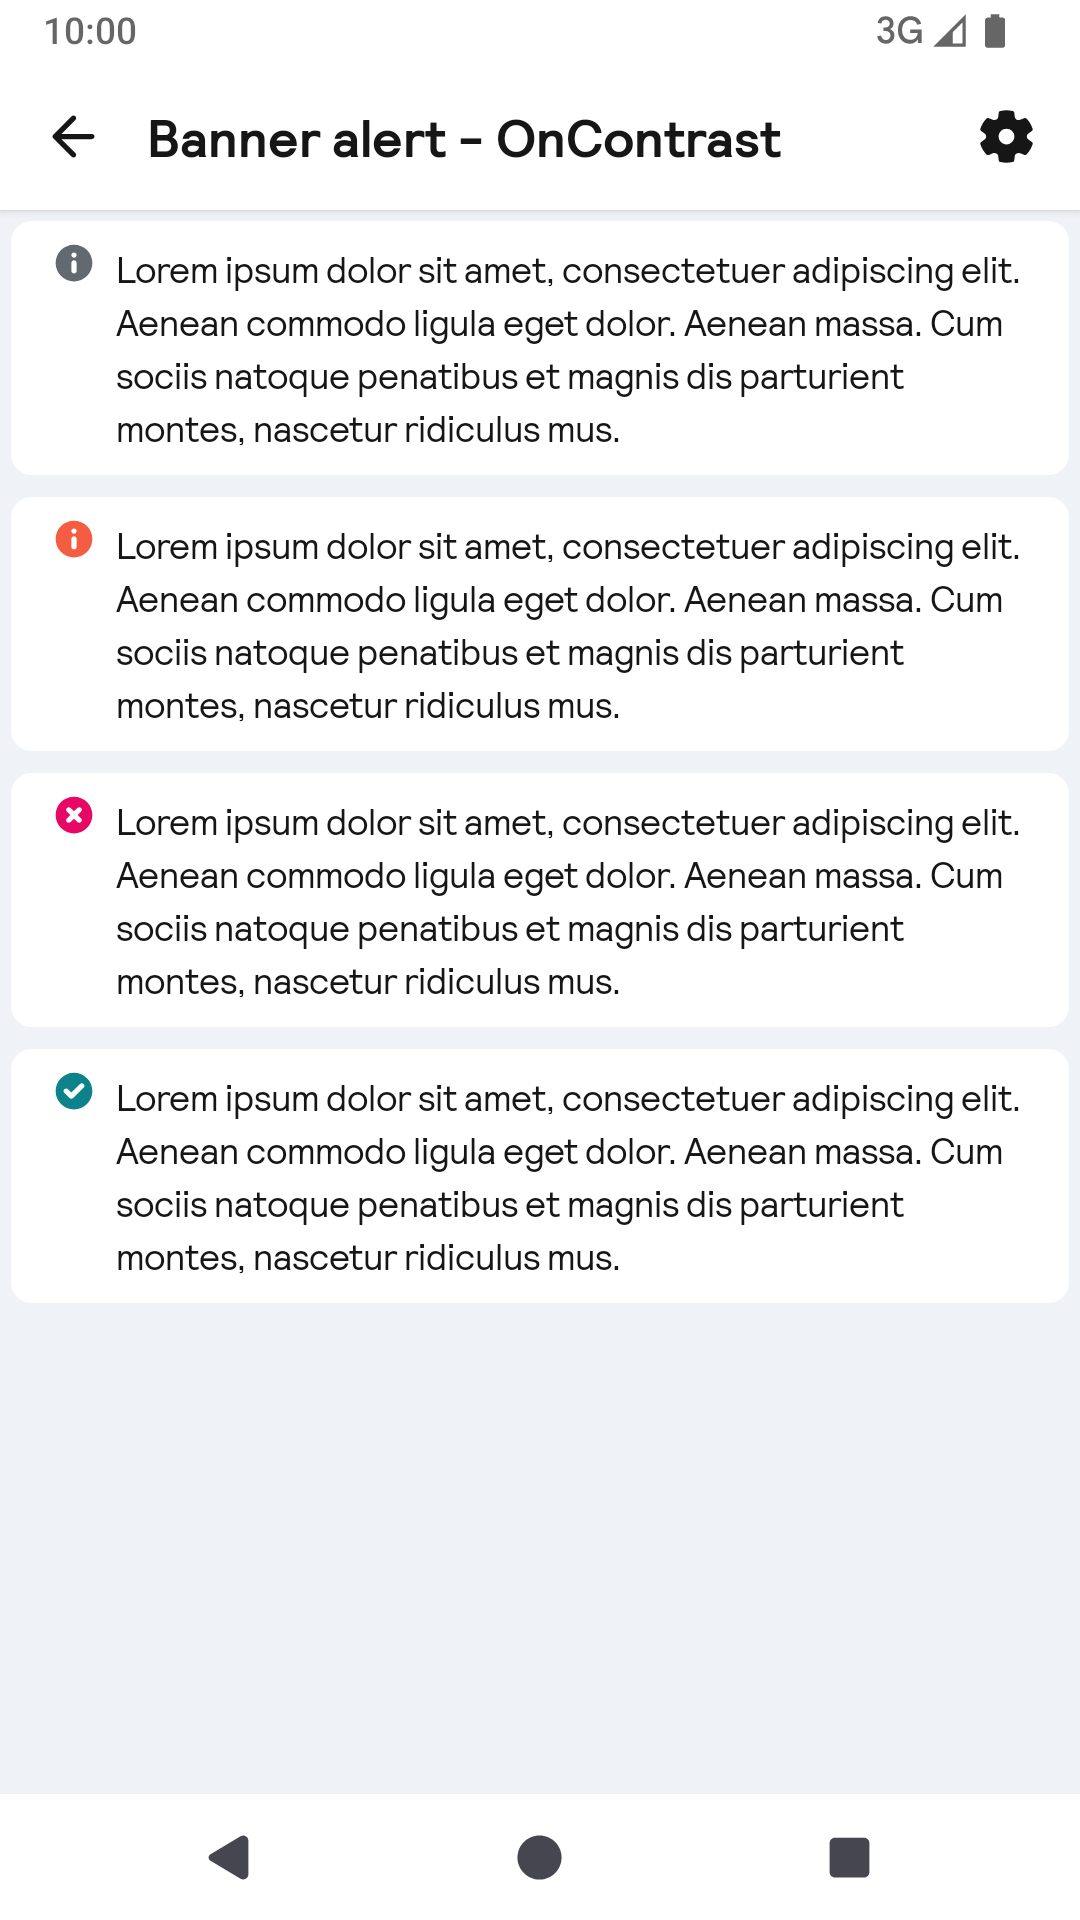 10:00 3G
Banner alert - OnContrast
Lorem ipsum dolor sit amet, consectetuer adipiscing elit.
Aenean commodo ligula eget dolor. Aenean massa. Cum
sociis natoque penatibus et magnis dis parturient
montes, nascetur ridiculus mus.
Lorem ipsum dolor sit amet, consectetuer adipiscing elit.
Aenean commodo ligula eget dolor. Aenean massa. Cum
sociis natoque penatibus et magnis dis parturient
montes, nascetur ridiculus mus.
Lorem ipsum dolor sit amet, consectetuer adipiscing elit.
Aenean commodo ligula eget dolor. Aenean massa. Cum
sociis natoque penatibus et magnis dis parturient
montes, nascetur ridiculus mus.
Lorem ipsum dolor sit amet, consectetuer adipiscing elit.
Aenean commodo ligula eget dolor. Aenean massa. Cum
sociis natoque penatibus et magnis dis parturient
montes, nascetur ridiculus mus.